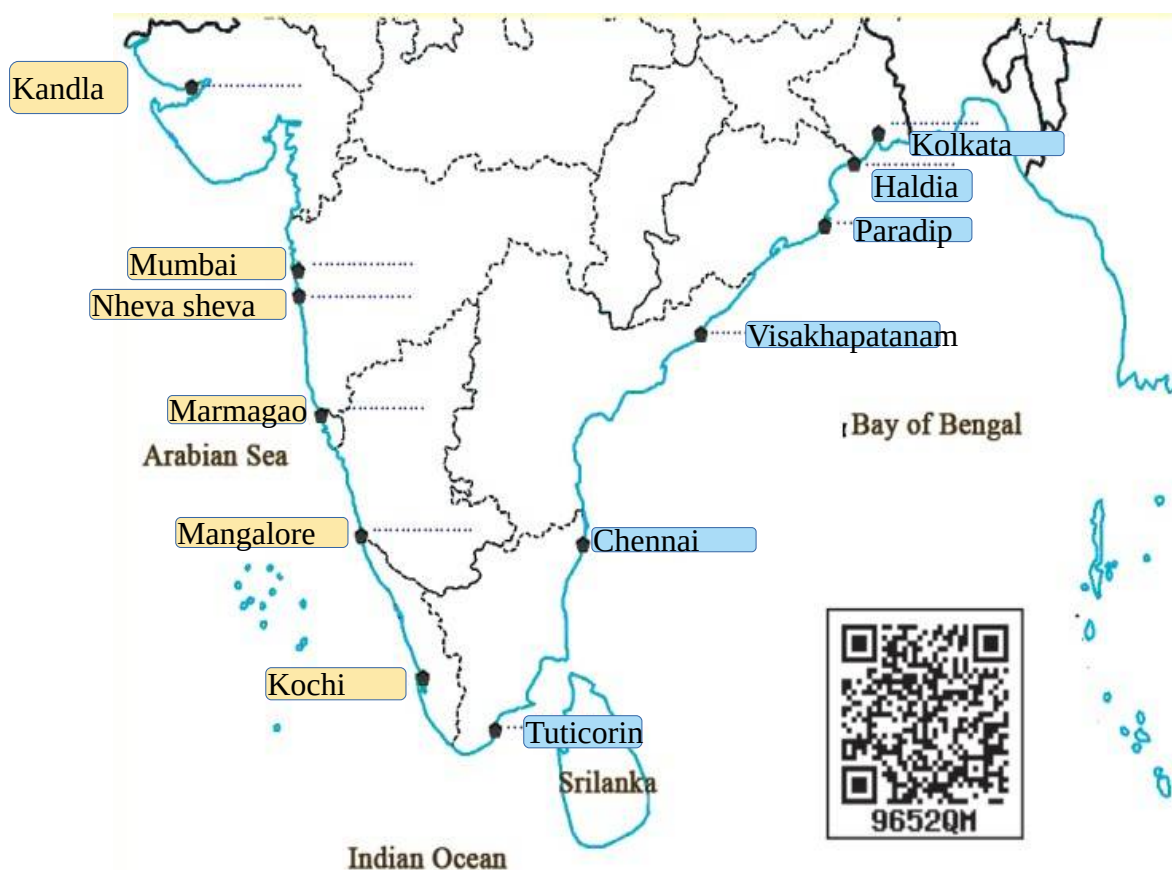 Kandla
Kolkata
Haldia
Paradip
Mumbai
Nheva sheva
Visakhapatanam
Marmagao
Bay of Bengal
Arabian Sea
Mangalore
Chennai
Kochi
Tuticorin
Srilanka
9652QM
Indian Ocean